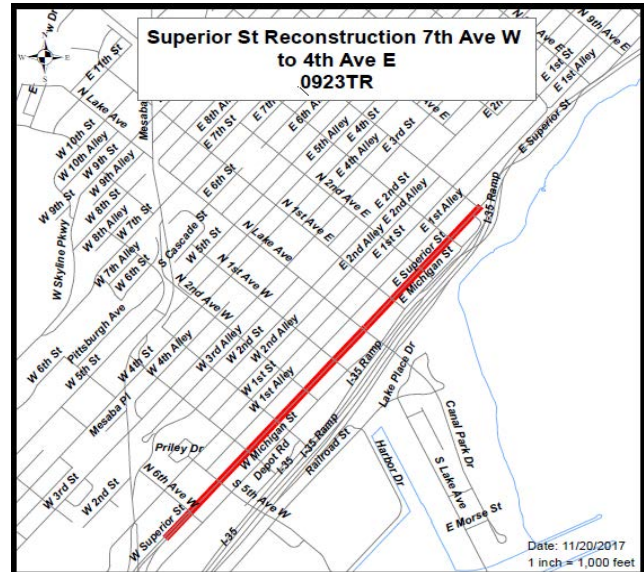 Superior St Reconstruction 7th Ave W
to 4th Ave E
0923TR
N
W
E
S
E 11th St
N Lake Ave
W 10th St
W 10th Alley
W 9th St
W 9th Alley
W 9th St
W 8th St
W 8th Alley
W 7th St
W Skyline Pkwy
W 7th Alley
W 6th St
S Cascade St
W 5th St
E 8th Alley
E 7th St
E 6th St
E 5th Alley
E 4th St
E 4th Alley
E 3rd St
N 9th Ave E
E 1st St
E 1st Alley
E Superior St
N 2nd Ave E
E 2nd St
E 2nd Alley
E 1st Alley
I-35 Ramp
N 1st Ave E
E 2nd Alley
E 1st St
E Superior St
E Michigan St
N Lake Ave
N 1st Ave W
N 2nd Ave W
Pittsburgh Ave
W 6th St
W 5th St
W 4th St
W 4th Alley
W 3rd Alley
W 2nd St
W 2nd Alley
W 1st St
W 1st Alley
Mesaba Pl
I-35 Ramp
Lake Place Dr
Canal Park Dr
Priley Dr
W Michigan St
Depot Rd
I-35
I-35 Ramp
Railroad St
Harbor Dr
S Lake Ave
E Morse St
W 3rd St
W 2nd St
N 6th Ave W
S 5th Ave W
W Superior St
I-35
Date: 11/20/2017
1 inch = 1,000 feet